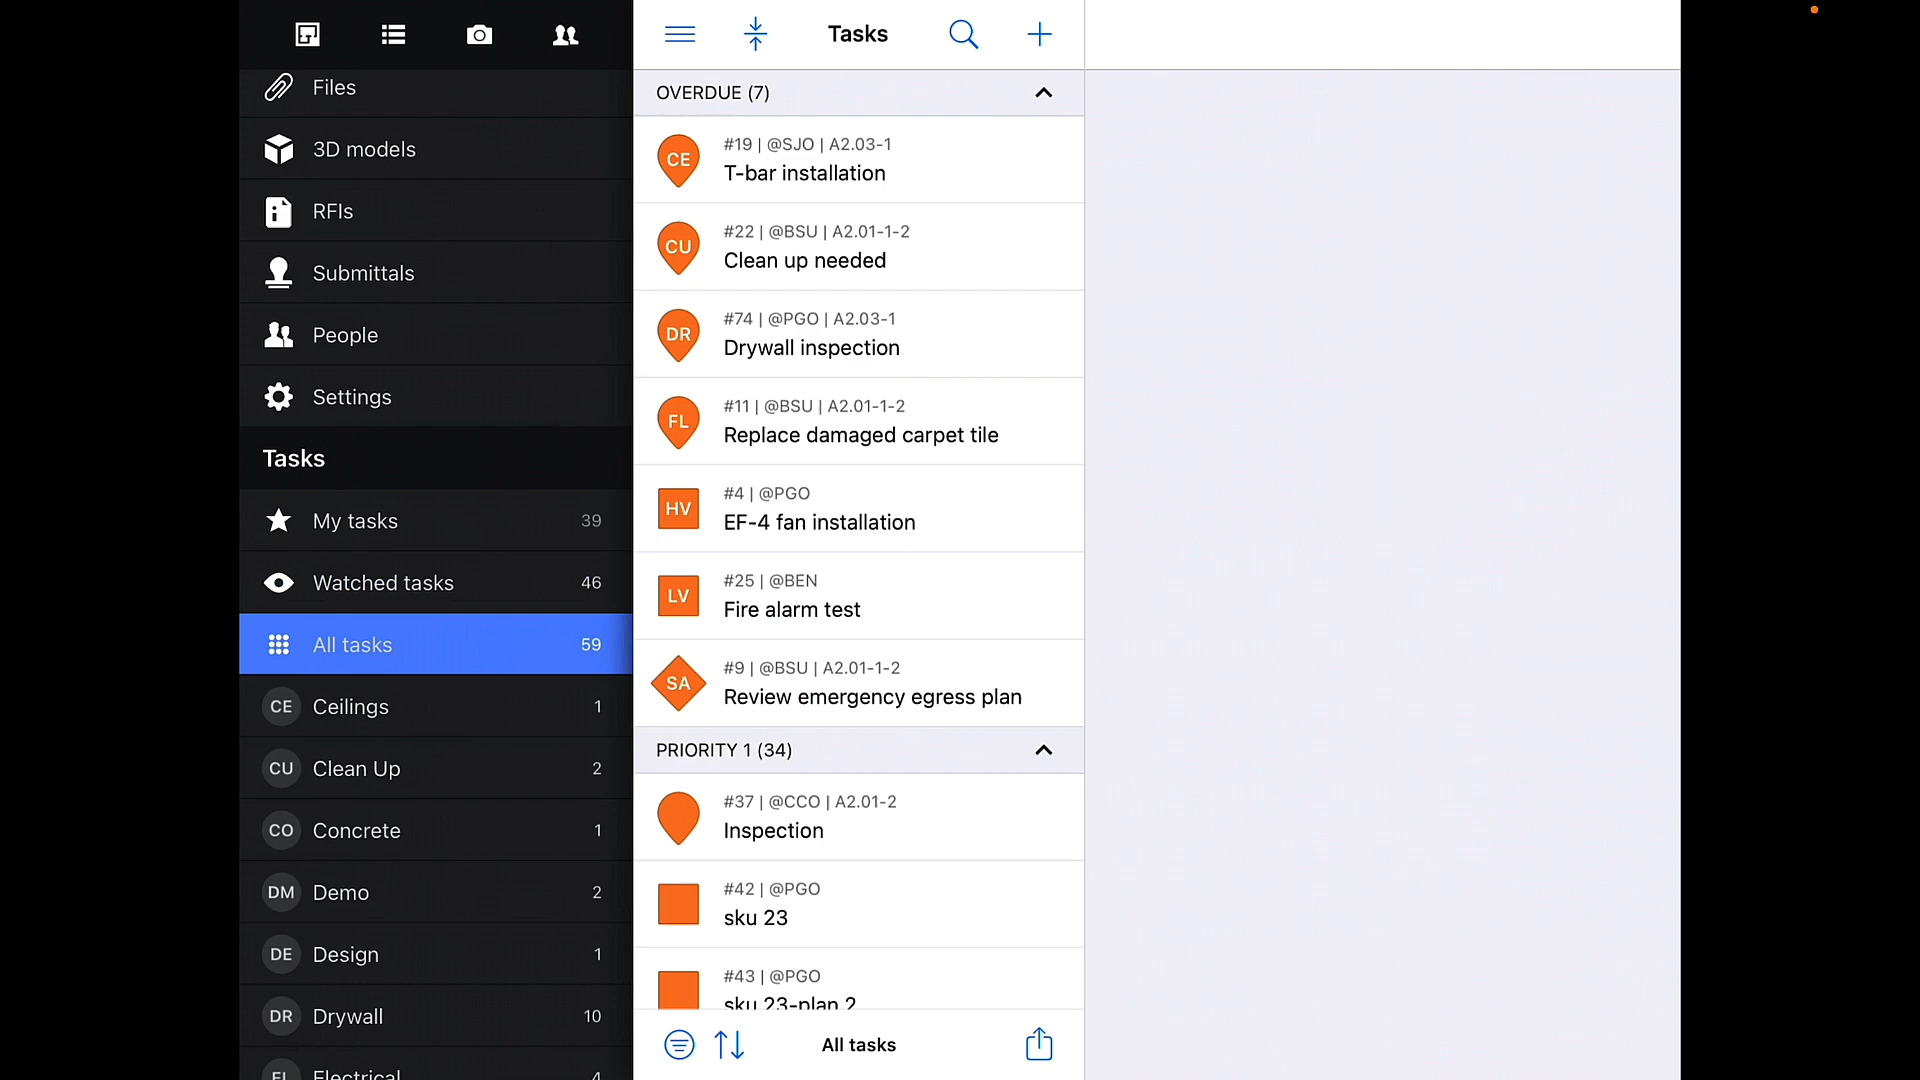 Files
3D models
RFIs
Submittals
People
Settings
Tasks
My tasks 39
Watched tasks 46
All tasks 59
CE Ceilings 1
CU Clean Up 2
CO Concrete 1
DM Demo 2
DE Design 1
DR Drywall 10
EL Electrical 4
Tasks
OVERDUE (7)
CE #19 | @SJO | A2.03-1
T-bar installation
CU #22 | @BSU | A2.01-1-2
Clean up needed
DR #74 | @PGO | A2.03-1
Drywall inspection
FL #11 | @BSU | A2.01-1-2
Replace damaged carpet tile
HV #4 | @PGO
EF-4 fan installation
LV #25 | @BEN
Fire alarm test
SA #9 | @BSU | A2.01-1-2
Review emergency egress plan
PRIORITY 1 (34)
#37 | @CCO | A2.01-2
Inspection
#42 | @PGO
sku 23
#43 | @PGO
sku 23-plan 2
All tasks